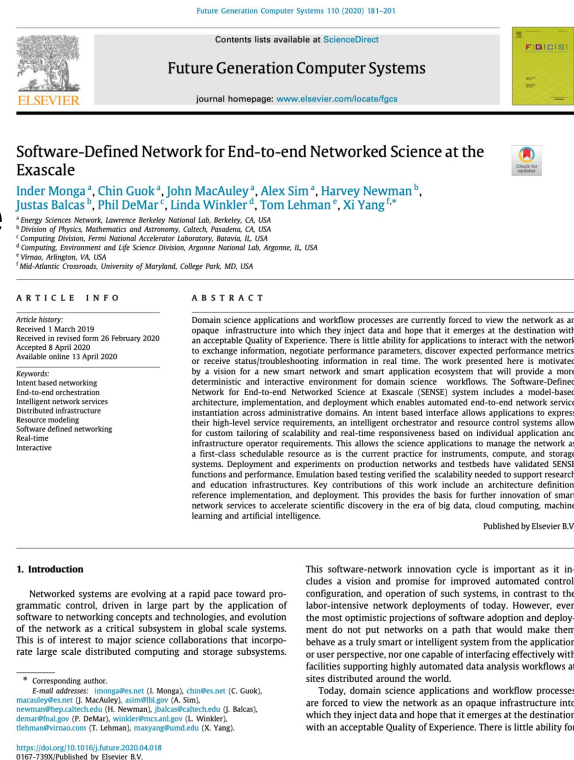 Future Generation Computer Systems 110 (2020) 181–201
Contents lists available at ScienceDirect
Future Generation Computer Systems
journal homepage: www.elsevier.com/locate/fgcs
ELSEVIER
FIGICISI
Check for
updates
Software-Defined Network for End-to-end Networked Science at the
Exascale
Inder Monga a, Chin Guok a, John MacAuley a, Alex Sim a, Harvey Newman b,
Justas Balcas b, Phil DeMar c, Linda Winkler d, Tom Lehman e, Xi Yang f,*
a Energy Sciences Network, Lawrence Berkeley National Lab, Berkeley, CA, USA
b Division of Physics, Mathematics and Astronomy, Caltech, Pasadena, CA, USA
c Computing Division, Fermi National Accelerator Laboratory, Batavia, IL, USA
d Computing, Environment and Life Science Division, Argonne National Lab, Argonne, IL, USA
e Virnao, Arlington, VA, USA
f Mid-Atlantic Crossroads, University of Maryland, College Park, MD, USA
ARTICLE INFO
Article history:
Received 1 March 2019
Received in revised form 26 February 2020
Accepted 8 April 2020
Available online 13 April 2020
Keywords:
Intent based networking
End-to-end orchestration
Intelligent network services
Distributed infrastructure
Resource modeling
Software defined networking
Real-time
Interactive
ABSTRACT
Domain science applications and workflow processes are currently forced to view the network as an
opaque infrastructure into which they inject data and hope that it emerges at the destination with
an acceptable Quality of Experience. There is little ability for applications to interact with the network
to exchange information, negotiate performance parameters, discover expected performance metrics
or receive status/troubleshooting information in real time. The work presented here is motivated
by a vision for a new smart network and smart application ecosystem that will provide a more
deterministic and interactive environment for domain science workflows. The Software-Defined
Network for End-to-end Networked Science at Exascale (SENSE) system includes a model-based
architecture, implementation, and deployment which enables automated end-to-end network service
instantiation across administrative domains. An intent based interface allows applications to express
their high-level service requirements, an intelligent orchestrator and resource control systems allow
for custom tailoring of scalability and real-time responsiveness based on individual application and
infrastructure operator requirements. This allows the science applications to manage the network as
a first-class schedulable resource as is the current practice for instruments, compute, and storage
systems. Deployment and experiments on production networks and testbeds have validated SENSE
functions and performance. Emulation based testing verified the scalability needed to support research
and education infrastructures. Key contributions of this work include an architecture definition,
reference implementation, and deployment. This provides the basis for further innovation of smart
network services to accelerate scientific discovery in the era of big data, cloud computing, machine
learning and artificial intelligence.
Published by Elsevier B.V.
1. Introduction
Networked systems are evolving at a rapid pace toward pro-
grammatic control, driven in large part by the application of
software to networking concepts and technologies, and evolution
of the network as a critical subsystem in global scale systems.
This is of interest to major science collaborations that incorpo-
rate large scale distributed computing and storage subsystems.
* Corresponding author.
E-mail addresses: imonga@es.net (I. Monga), chin@es.net (C. Guok),
macauley@es.net (J. MacAuley), asim@lbl.gov (A. Sim),
newman@hep.caltech.edu (H. Newman), jbalcas@caltech.edu (J. Balcas),
demar@fnal.gov (P. DeMar), winkler@mcs.anl.gov (L. Winkler),
tlehman@virnao.com (T. Lehman), maxyang@umd.edu (X. Yang).
https://doi.org/10.1016/j.future.2020.04.018
0167-739X/Published by Elsevier B.V.
This software-network innovation cycle is important as it in-
cludes a vision and promise for improved automated control,
configuration, and operation of such systems, in contrast to the
labor-intensive network deployments of today. However, even
the most optimistic projections of software adoption and deploy-
ment do not put networks on a path that would make them
behave as a truly smart or intelligent system from the application
or user perspective, nor one capable of interfacing effectively with
facilities supporting highly automated data analysis workflows at
sites distributed around the world.
Today, domain science applications and workflow processes
are forced to view the network as an opaque infrastructure into
which they inject data and hope that it emerges at the destination
with an acceptable Quality of Experience. There is little ability for